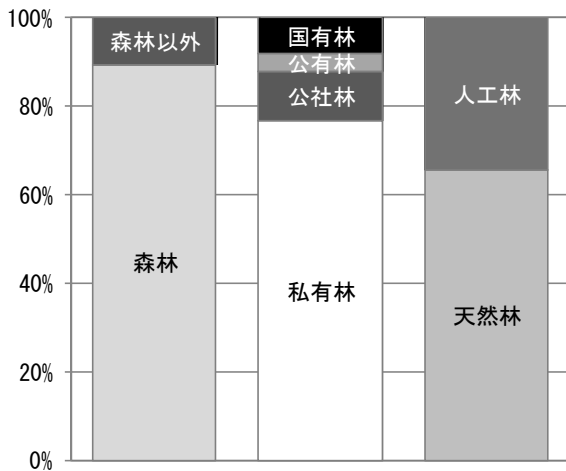 100%
80%
60%
40%
20%
0%
森林以外
森林
国有林
公有林
公社林
私有林
人工林
天然林